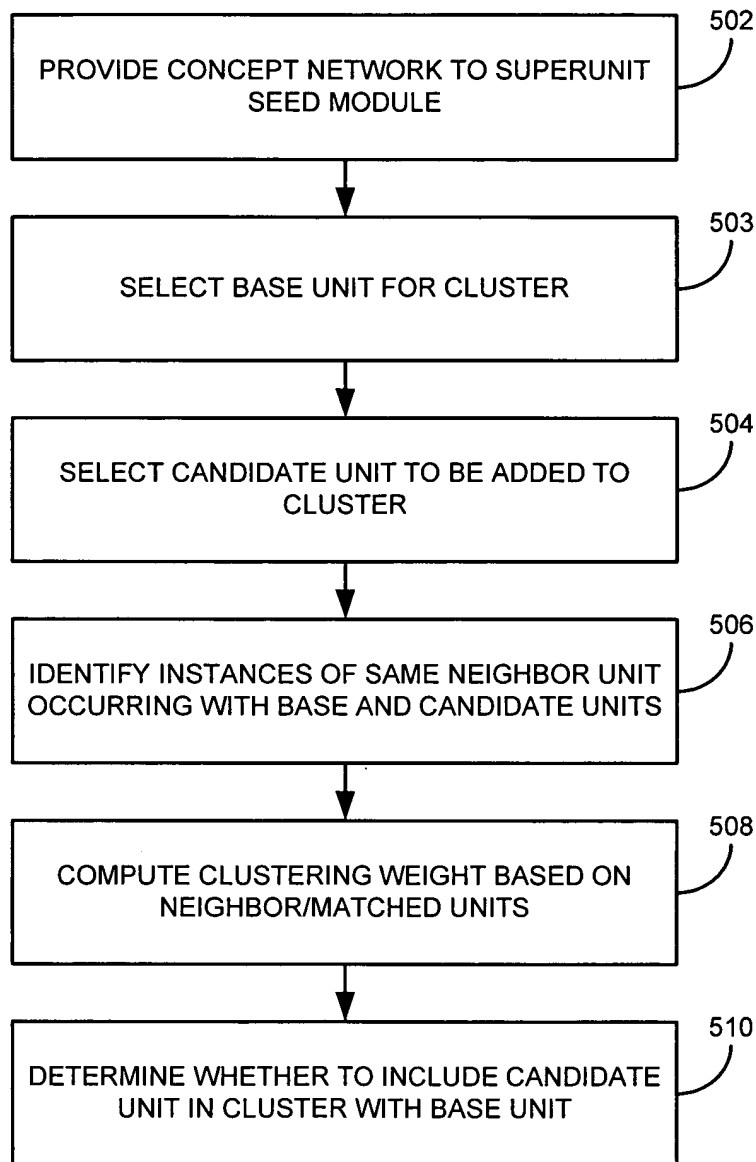 502
PROVIDE CONCEPT NETWORK TO SUPERUNIT
SEED MODULE
503
SELECT BASE UNIT FOR CLUSTER
504
SELECT CANDIDATE UNIT TO BE ADDED TO
CLUSTER
506
IDENTIFY INSTANCES OF SAME NEIGHBOR UNIT
OCCURRING WITH BASE AND CANDIDATE UNITS
508
COMPUTE CLUSTERING WEIGHT BASED ON
NEIGHBOR/MATCHED UNITS
510
DETERMINE WHETHER TO INCLUDE CANDIDATE
UNIT IN CLUSTER WITH BASE UNIT